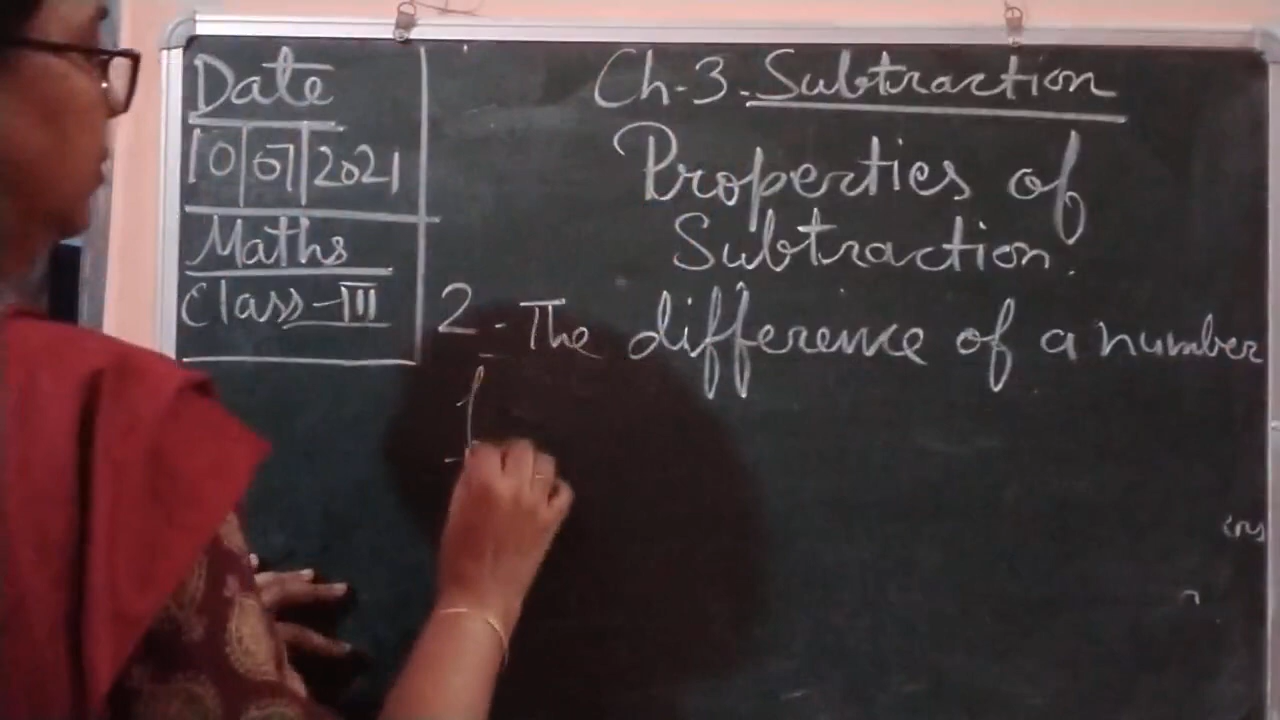 Date
10|07|2021
Maths
Class-III
Ch-3. Subtraction
Properties of
Subtraction.
2. The difference of a number
f